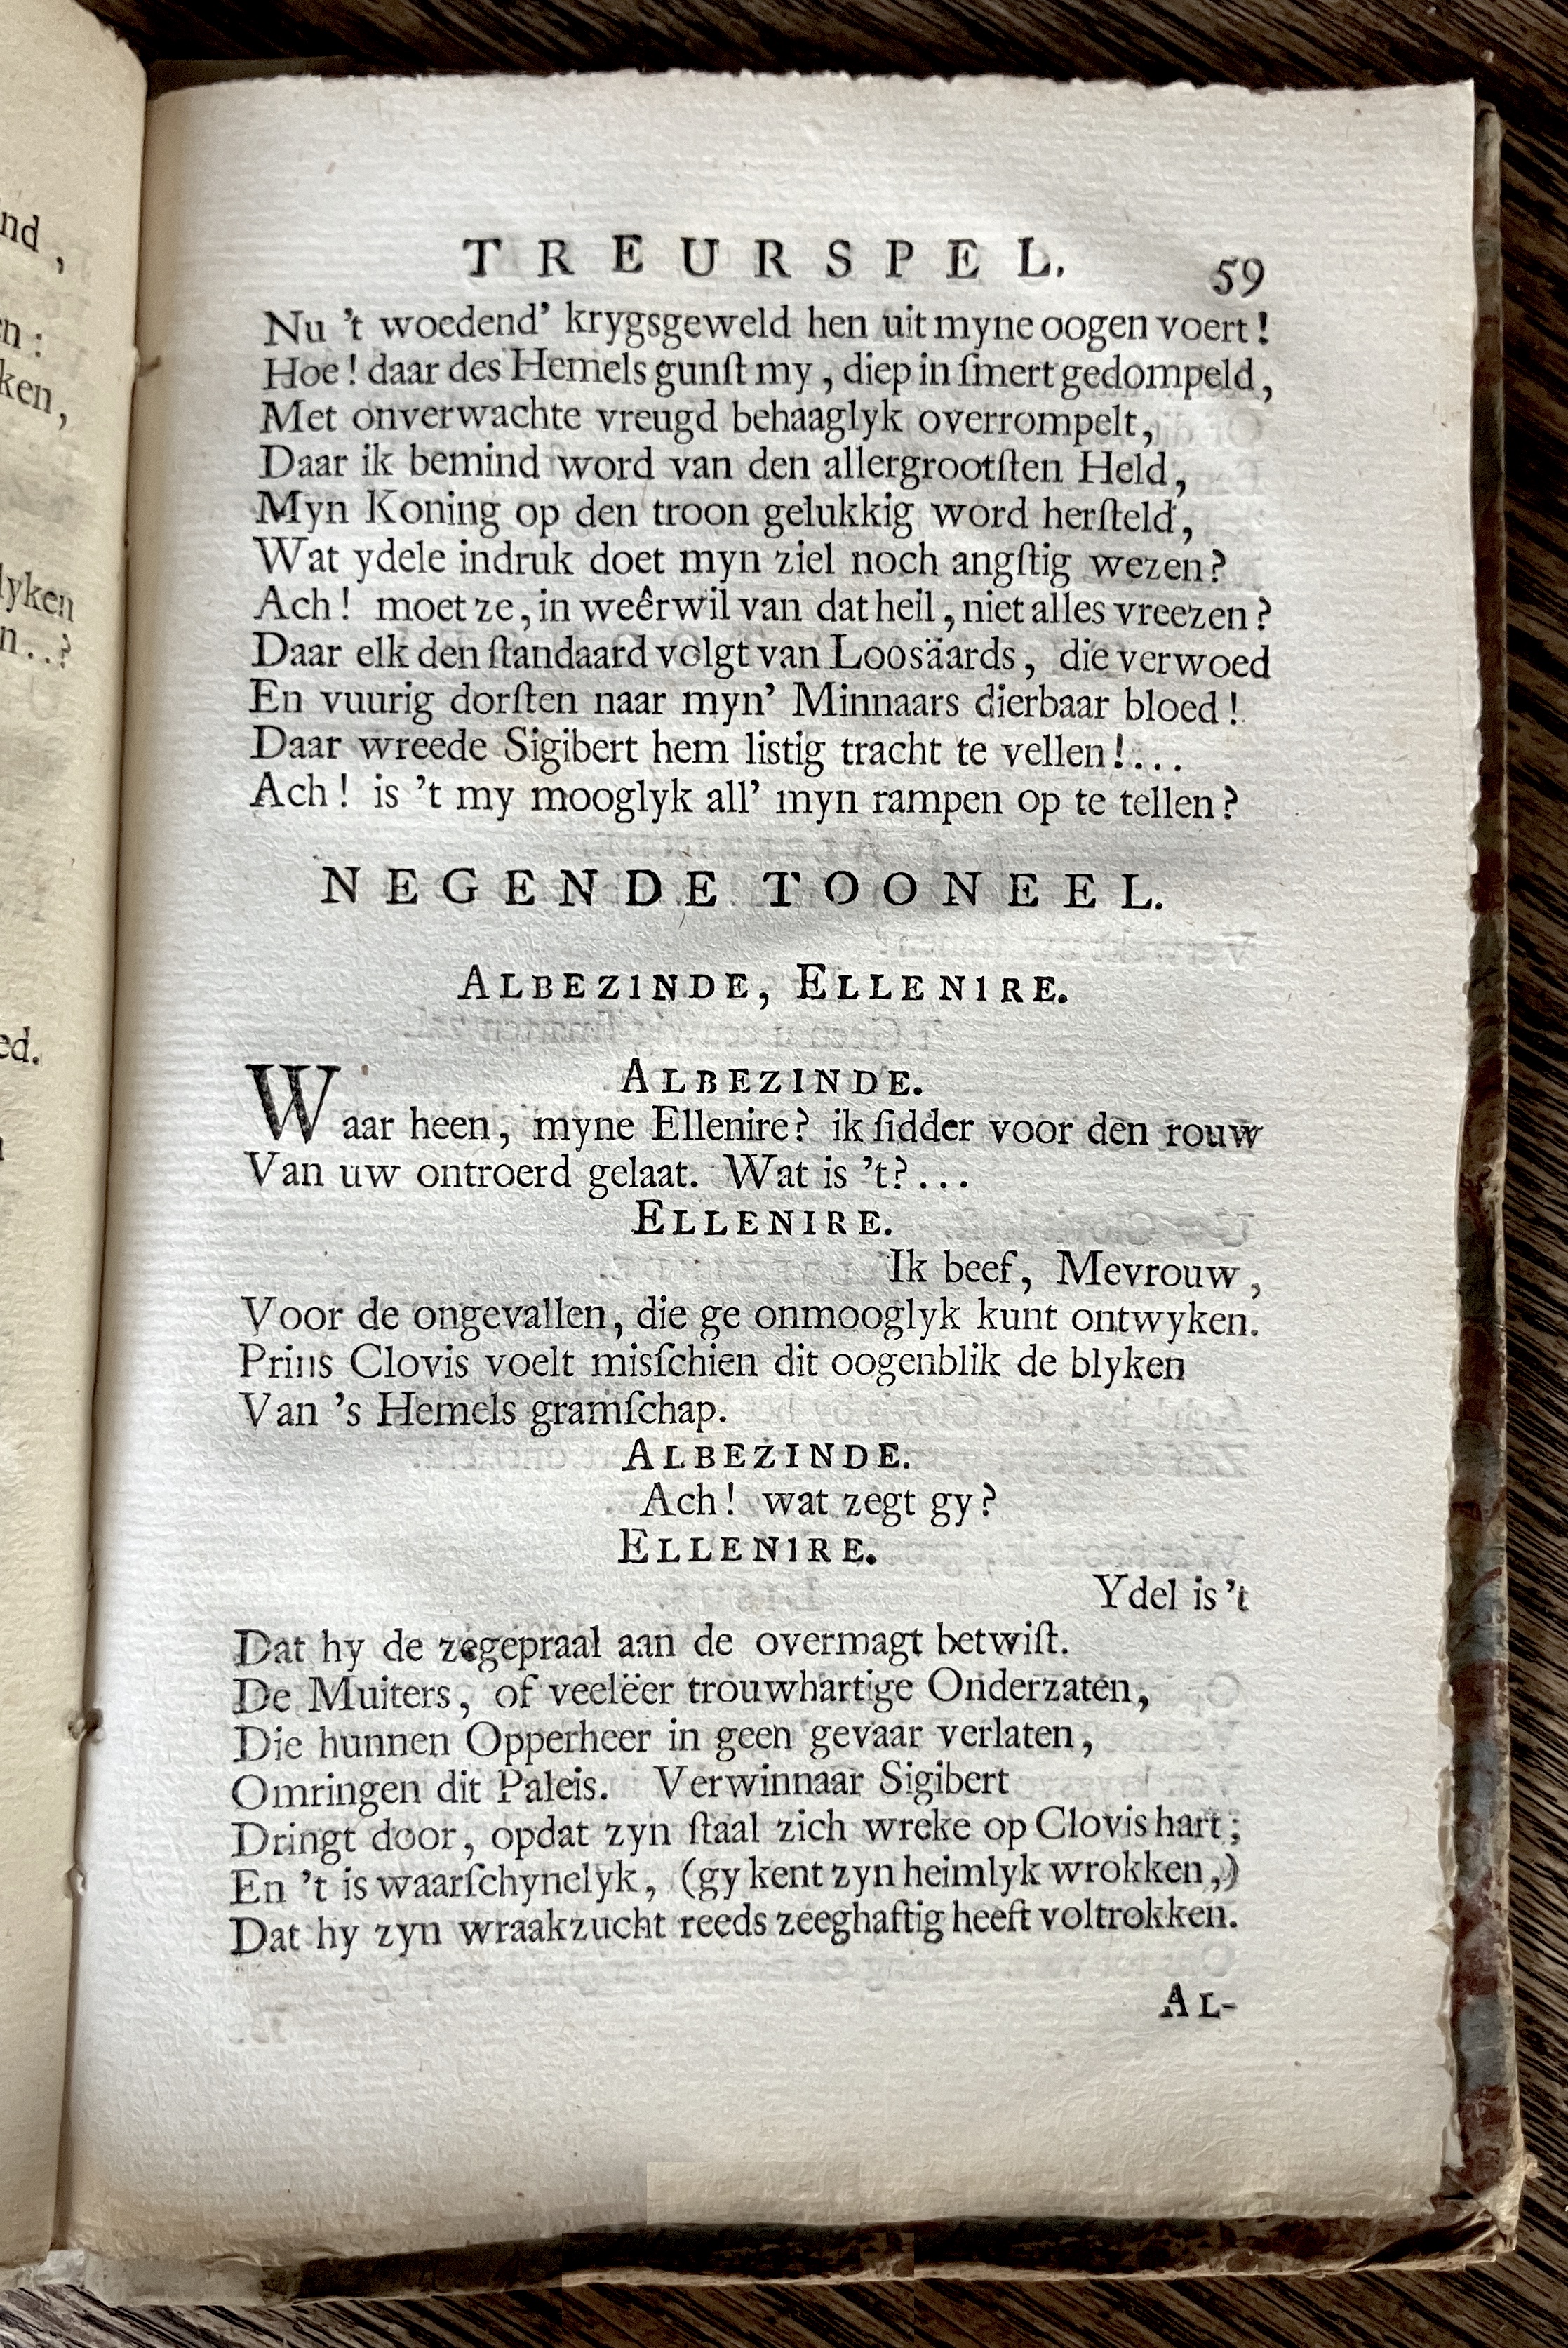 nd,
n:
ken,
lyken
n..?
ed.
TREURSPEL. 59
Nu 't woedend' krygsgeweld hen uit myne oogen voert!
Hoe! daar des Hemels gunſt my, diep in ſmert gedompeld,
Met onverwachte vreugd behaaglyk overrompelt,
Daar ik bemind word van den allergrootſten Held,
Myn Koning op den troon gelukkig word herſteld,
Wat ydele indruk doet myn ziel noch angſtig wezen?
Ach! moet ze, in weêrwil van dat heil, niet alles vreezen?
Daar elk den ſtandaard volgt van Loosäards, die verwoed
En vuurig dorſten naar myn' Minnaars dierbaar bloed!
Daar wreede Sigibert hem listig tracht te vellen!...
Ach! is 't my mooglyk all' myn rampen op te tellen?
NEGENDE TOONEEL.
ALBEZINDE, ELLENIRE.
ALBEZINDE.
Waar heen, myne Ellenire? ik ſidder voor den rouw
Van uw ontroerd gelaat. Wat is 't?...
ELLENIRE.
Ik beef, Mevrouw,
Voor de ongevallen, die ge onmooglyk kunt ontwyken.
Prins Clovis voelt misſchien dit oogenblik de blyken
Van 's Hemels gramſchap.
ALBEZINDE.
Ach! wat zegt gy?
ELLENIRE.
Ydel is 't
Dat hy de zegepraal aan de overmagt betwiſt.
De Muiters, of veelëer trouwhartige Onderzaten,
Die hunnen Opperheer in geen gevaar verlaten,
Omringen dit Paleis. Verwinnaar Sigibert
Dringt door, opdat zyn ſtaal zich wreke op Clovis hart;
En 't is waarſchynelyk, (gy kent zyn heimlyk wrokken,)
Dat hy zyn wraakzucht reeds zeeghaftig heeft voltrokken.
AL-